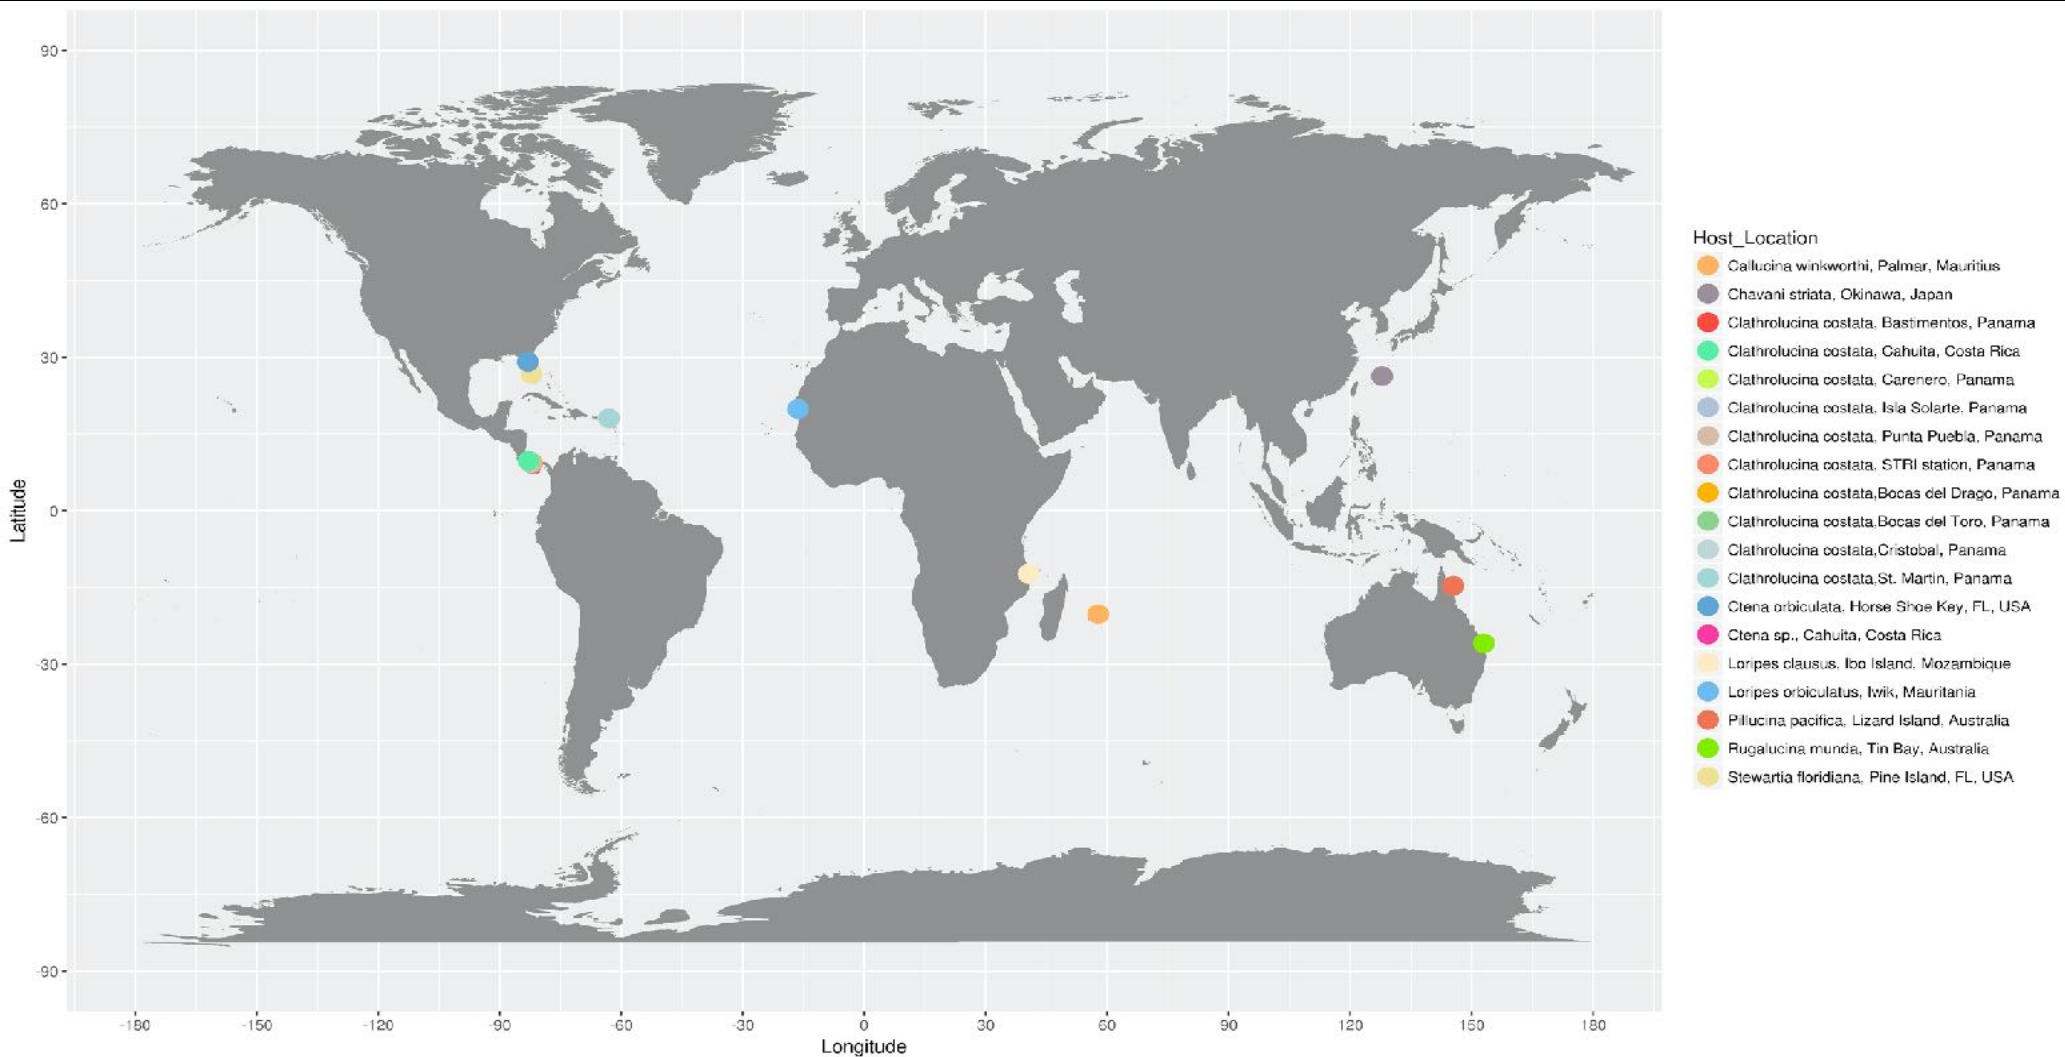 90
60
30
0
-30
-60
-90
Latitude
-180 -150 -120 -90 -60 -30 0 30 60 90 120 150 180
Longitude
Host_Location
Callucina winkworthi, Palmar, Mauritius
Chavani striata, Okinawa, Japan
Clathrolucina costata, Bastimentos, Panama
Clathrolucina costata, Cahuita, Costa Rica
Clathrolucina costata, Carenero, Panama
Clathrolucina costata, Isla Solarte, Panama
Clathrolucina costata, Punta Puebla, Panama
Clathrolucina costata, STRI station, Panama
Clathrolucina costata,Bocas del Drago, Panama
Clathrolucina costata,Bocas del Toro, Panama
Clathrolucina costata,Cristobal, Panama
Clathrolucina costata,St. Martin, Panama
Ctena orbiculata, Horse Shoe Key, FL, USA
Ctena sp., Cahuita, Costa Rica
Loripes clausus, Ibo Island, Mozambique
Loripes orbiculatus, Iwik, Mauritania
Pillucina pacifica, Lizard Island, Australia
Rugalucina munda, Tin Bay, Australia
Stewartia floridiana, Pine Island, FL, USA